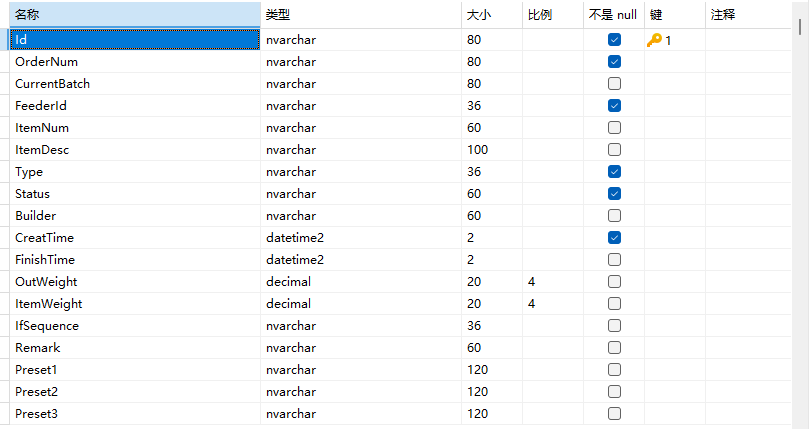 名称 类型 大小 比例 不是 null 键 注释
Id nvarchar 80 1
OrderNum nvarchar 80
CurrentBatch nvarchar 80
FeederId nvarchar 36
ItemNum nvarchar 60
ItemDesc nvarchar 100
Type nvarchar 36
Status nvarchar 60
Builder nvarchar 60
CreatTime datetime2 2
FinishTime datetime2 2
OutWeight decimal 20 4
ItemWeight decimal 20 4
IfSequence nvarchar 36
Remark nvarchar 60
Preset1 nvarchar 120
Preset2 nvarchar 120
Preset3 nvarchar 120